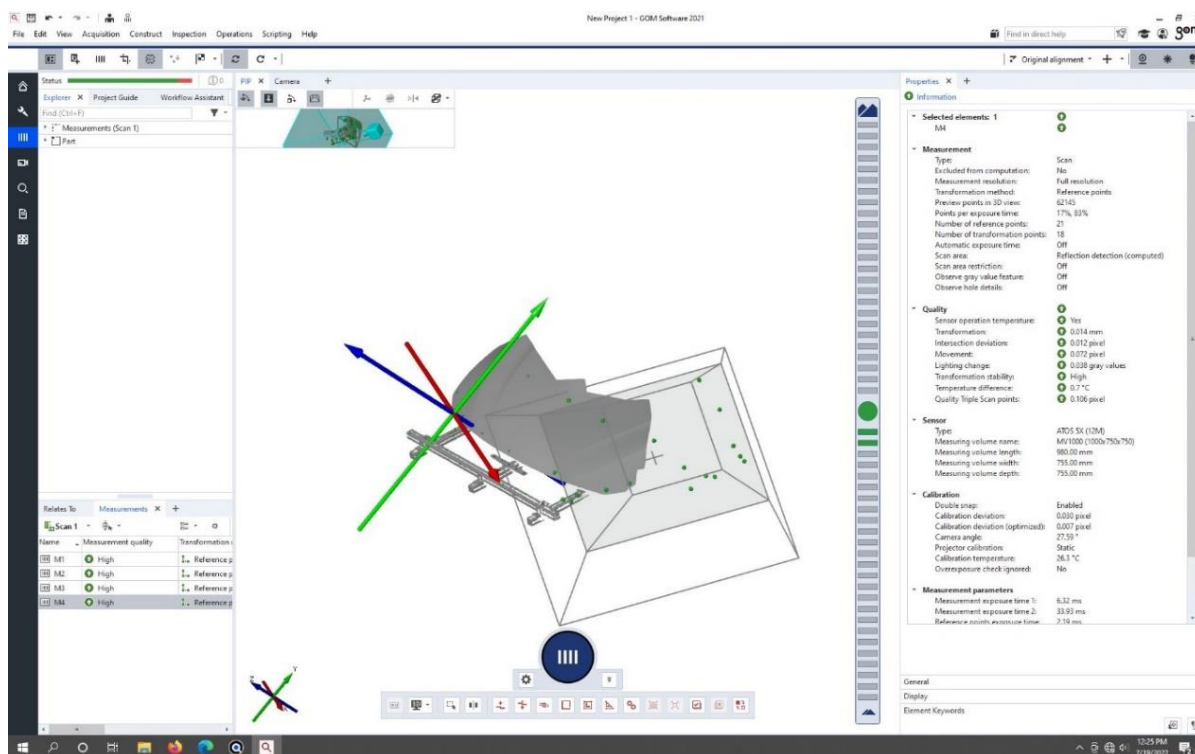 New Project 1 - GOM Software 2021
File Edit View Acquisition Construct Inspection Operations Scripting Help
Find in direct help
gom
Original alignment
Status
0
Explorer Project Guide Workflow Assistant
Find (Ctrl+F)
Measurements (Scan 1)
Part
PIP Camera
Relates To Measurements
Scan 1
Name Measurement quality Transformation
M1 High Reference p
M2 High Reference p
M3 High Reference p
M4 High Reference p
Y
Properties
Information
Selected elements: 1
M4
Measurement
Type: Scan
Excluded from computation: No
Measurement resolution: Full resolution
Transformation method: Reference points
Preview points in 3D view: 62145
Points per exposure time: 17%, 83%
Number of reference points: 21
Number of transformation points: 18
Automatic exposure time: Off
Scan area: Reflection detection (computed)
Scan area restriction: Off
Observe gray value feature: Off
Observe hole details: Off
Quality
Sensor operation temperature: Yes
Transformation: 0.014 mm
Intersection deviation: 0.012 pixel
Movement: 0.072 pixel
Lighting change: 0.038 gray values
Transformation stability: High
Temperature difference: 0.7 °C
Quality Triple Scan points: 0.106 pixel
Sensor
Type: ATOS 5X (12M)
Measuring volume name: MV1000 (1000x750x750)
Measuring volume length: 980.00 mm
Measuring volume width: 755.00 mm
Measuring volume depth: 755.00 mm
Calibration
Double snap: Enabled
Calibration deviation: 0.030 pixel
Calibration deviation (optimized): 0.007 pixel
Camera angle: 27.59 °
Projector calibration: Static
Calibration temperature: 26.3 °C
Overexposure check ignored: No
Measurement parameters
Measurement exposure time 1: 6.32 ms
Measurement exposure time 2: 33.93 ms
Reference points exposure time: 2.19 ms
General
Display
Element Keywords
12:25 PM
7/19/2022